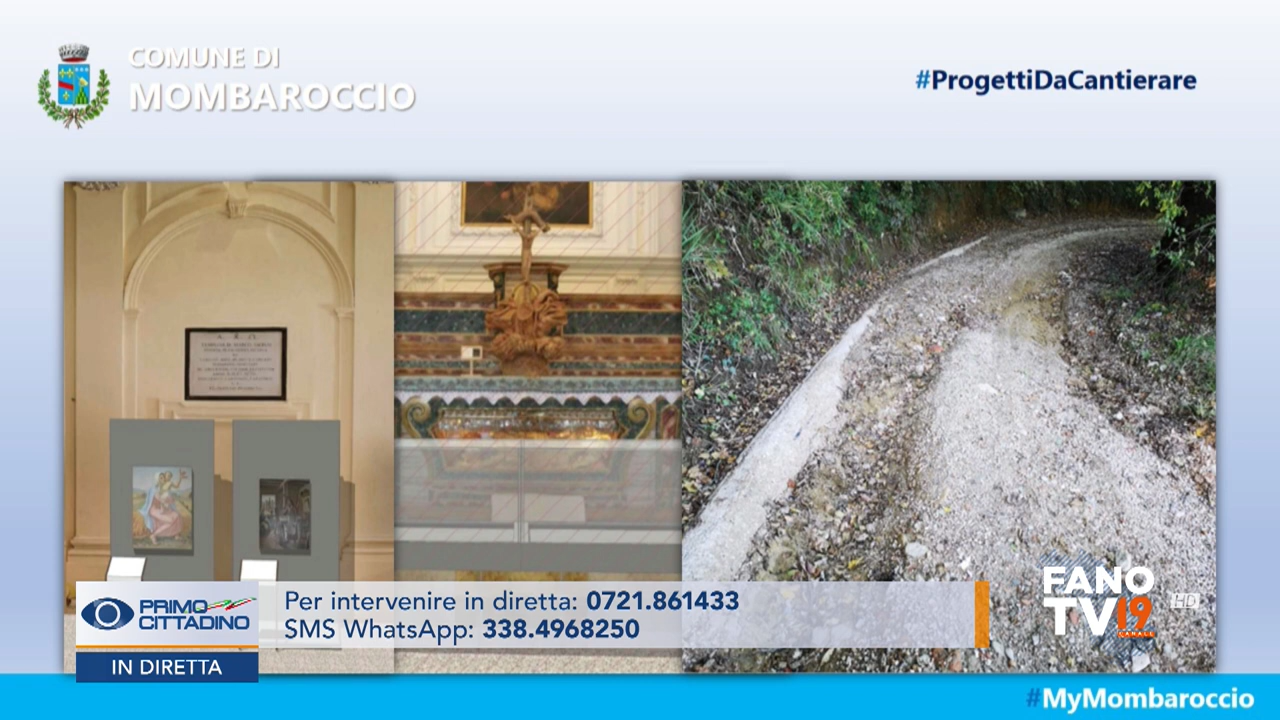 COMUNE DI
MOMBAROCCIO
#ProgettiDaCantierare
PRIMO
CITTADINO
IN DIRETTA
Per intervenire in diretta: 0721.861433
SMS WhatsApp: 338.4968250
FANO
TV19
CANALE
HD
#MyMombaroccio